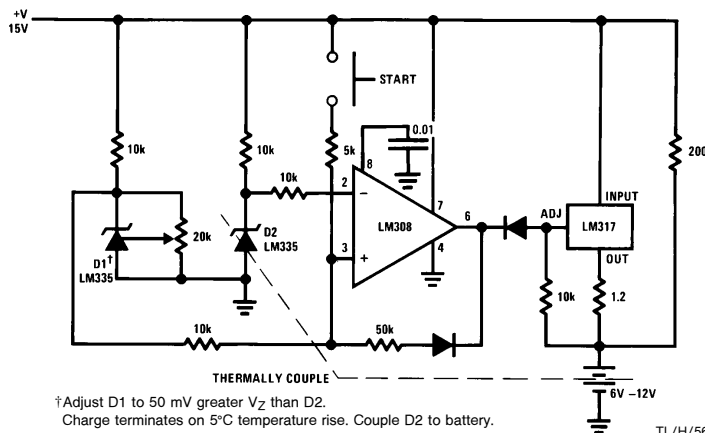 +V
15V
START
10k
10k
5k
0.01
200
8
10k
2
−
7
6
ADJ
INPUT
LM308
LM317
20k
D2
LM335
D1†
LM335
3
+
4
OUT
10k
1.2
10k
50k
THERMALLY COUPLE
6V −12V
†Adjust D1 to 50 mV greater VZ than D2.
Charge terminates on 5°C temperature rise. Couple D2 to battery.